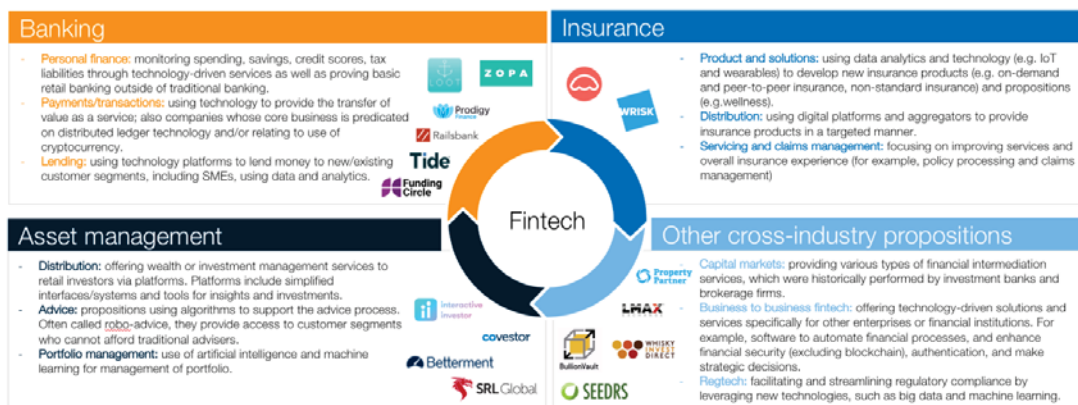 Banking
- Personal finance: monitoring spending, savings, credit scores, tax
liabilities through technology-driven services as well as proving basic
retail banking outside of traditional banking.
- Payments/transactions: using technology to provide the transfer of
value as a service; also companies whose core business is predicated
on distributed ledger technology and/or relating to use of
cryptocurrency.
- Lending: using technology platforms to lend money to new/existing
customer segments, including SMEs, using data and analytics.
LOOT
ZOPA
Prodigy
Finance
Railsbank
Tide
Funding
Circle
Insurance
- Product and solutions: using data analytics and technology (e.g. IoT
and wearables) to develop new insurance products (e.g. on-demand
and peer-to-peer insurance, non-standard insurance) and propositions
(e.g.wellness).
- Distribution: using digital platforms and aggregators to provide
insurance products in a targeted manner.
- Servicing and claims management: focusing on improving services and
overall insurance experience (for example, policy processing and claims
management)
WRISK
Fintech
Asset management
- Distribution: offering wealth or investment management services to
retail investors via platforms. Platforms include simplified
interfaces/systems and tools for insights and investments.
- Advice: propositions using algorithms to support the advice process.
Often called robo-advice, they provide access to customer segments
who cannot afford traditional advisers.
- Portfolio management: use of artificial intelligence and machine
learning for management of portfolio.
interactive
investor
covestor
Betterment
SRL Global
Other cross-industry propositions
- Capital markets: providing various types of financial intermediation
services, which were historically performed by investment banks and
brokerage firms.
- Business to business fintech: offering technology-driven solutions and
services specifically for other enterprises or financial institutions. For
example, software to automate financial processes, and enhance
financial security (excluding blockchain), authentication, and make
strategic decisions.
- Regtech: facilitating and streamlining regulatory compliance by
leveraging new technologies, such as big data and machine learning.
Property
Partner
LMAX
BullionVault
WHISKY
INVEST
DIRECT
SEEDRS